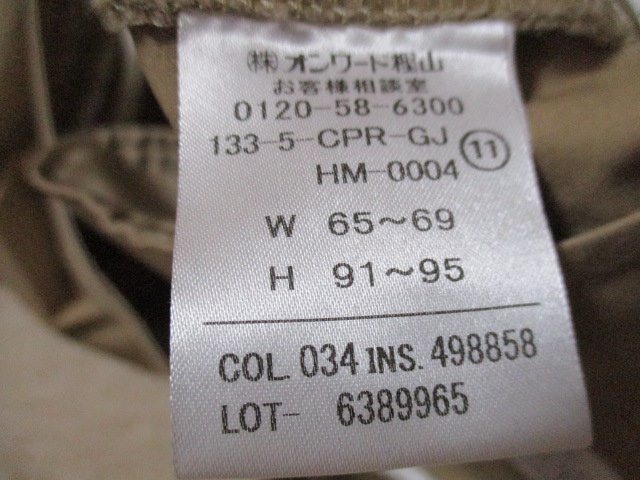 ㈱オンワード樫山
お客様相談室
0120-58-6300
133-5-CPR-GJ ⑪
HM-0004
W 65～69
H 91～95
COL. 034 INS. 498858
LOT- 6389965